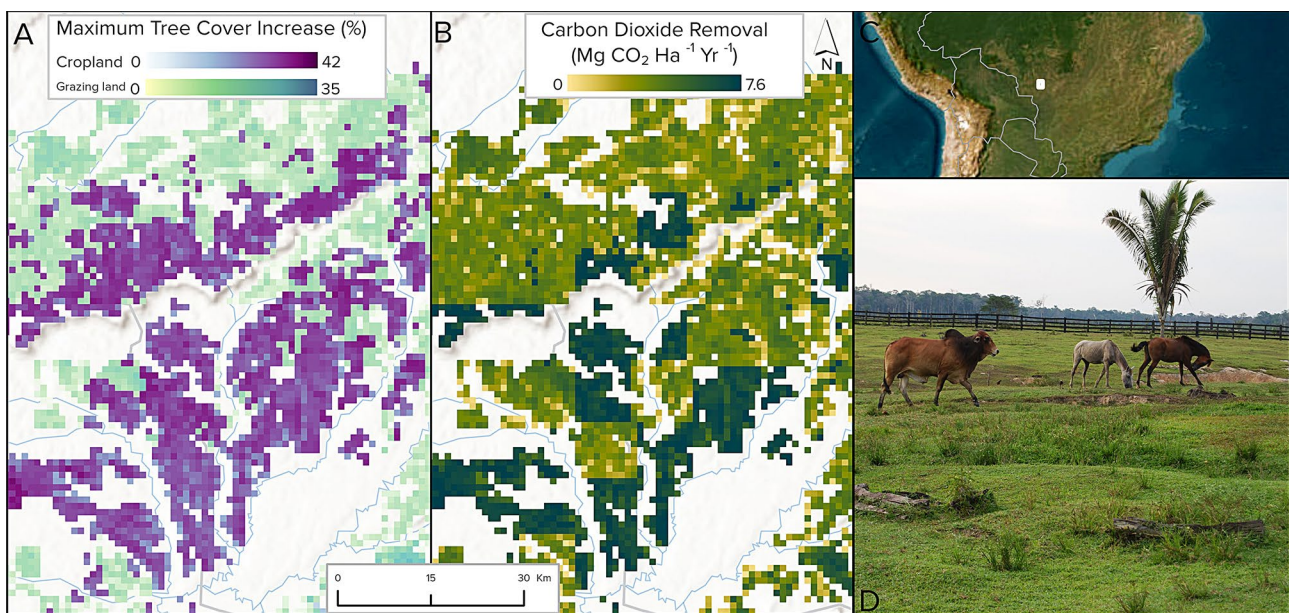 A
Maximum Tree Cover Increase (%)
Cropland 0 42
Grazing land 0 35
B
Carbon Dioxide Removal
(Mg CO₂ Ha ⁻¹ Yr ⁻¹)
0 7.6
N
C
0 15 30 Km
D